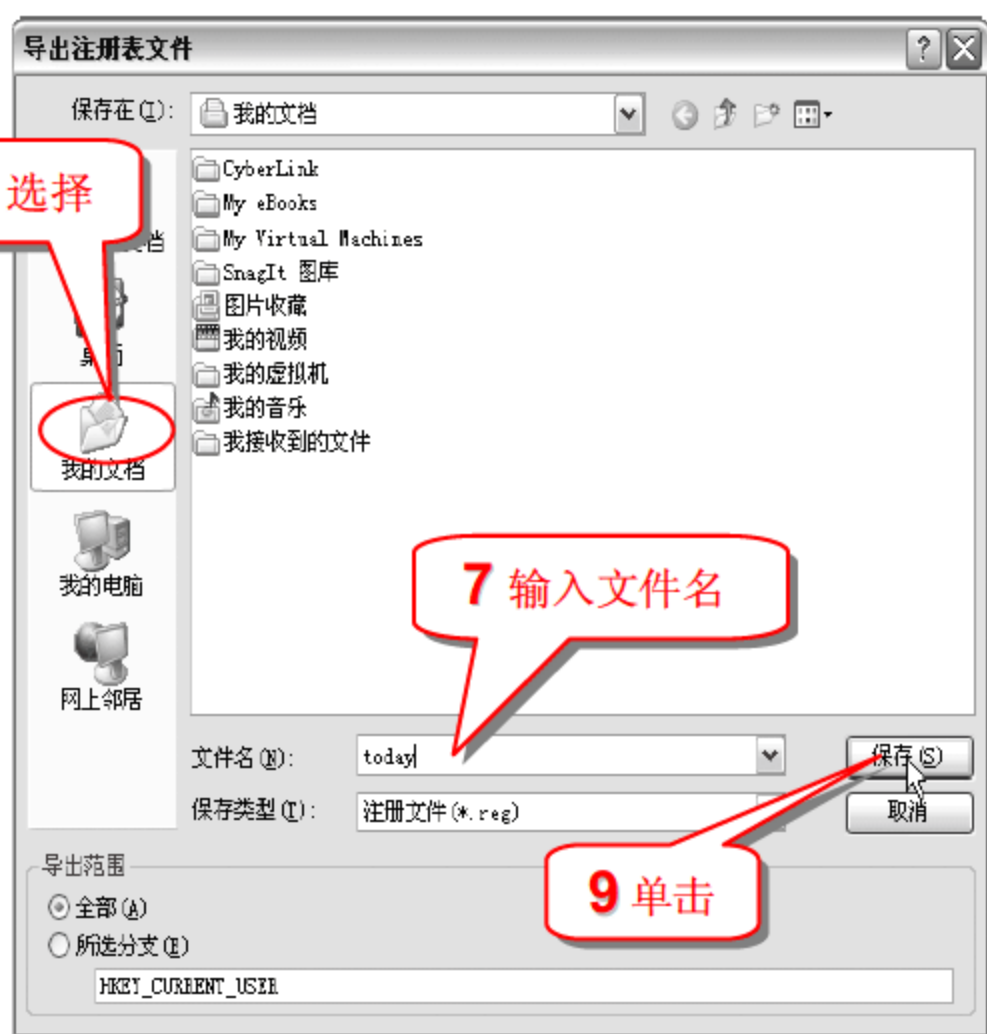 导出注册表文件
保存在(I):
我的文档
选择
CyberLink
My eBooks
My Virtual Machines
SnagIt 图库
图片收藏
我的视频
我的虚拟机
我的音乐
我接收到的文件
档
桌面
我的文档
我的电脑
网上邻居
7 输入文件名
文件名(N):
today
保存(S)
保存类型(T):
注册文件(*.reg)
取消
9 单击
导出范围
全部(A)
所选分支(E)
HKEY_CURRENT_USER